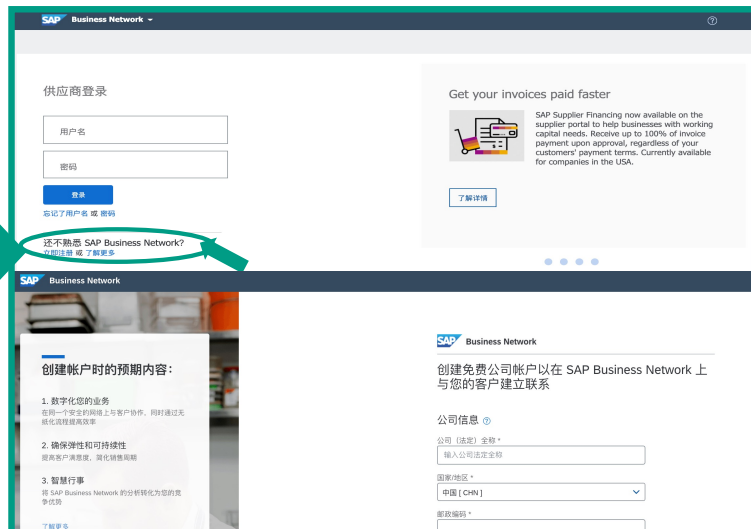 SAP Business Network
供应商登录
用户名
密码
登录
忘记了用户名 或 密码
还不熟悉 SAP Business Network?
立即注册 或 了解更多
Get your invoices paid faster
SAP Supplier Financing now available on the
supplier portal to help businesses with working
capital needs. Receive up to 100% of invoice
payment upon approval, regardless of your
customers' payment terms. Currently available
for companies in the USA.
了解详情
SAP Business Network
创建帐户时的预期内容：
1. 数字化您的业务
在同一个安全的网络上与客户协作，同时通过无
纸化流程提高效率
2. 确保弹性和可持续性
提高客户满意度，简化销售周期
3. 智慧行事
将 SAP Business Network 的分析转化为您的竞
争优势
了解更多
SAP Business Network
创建免费公司帐户以在 SAP Business Network 上
与您的客户建立联系
公司信息 ?
公司（法定）全称 *
输入公司法定全称
国家/地区 *
中国 [ CHN ]
邮政编码 *